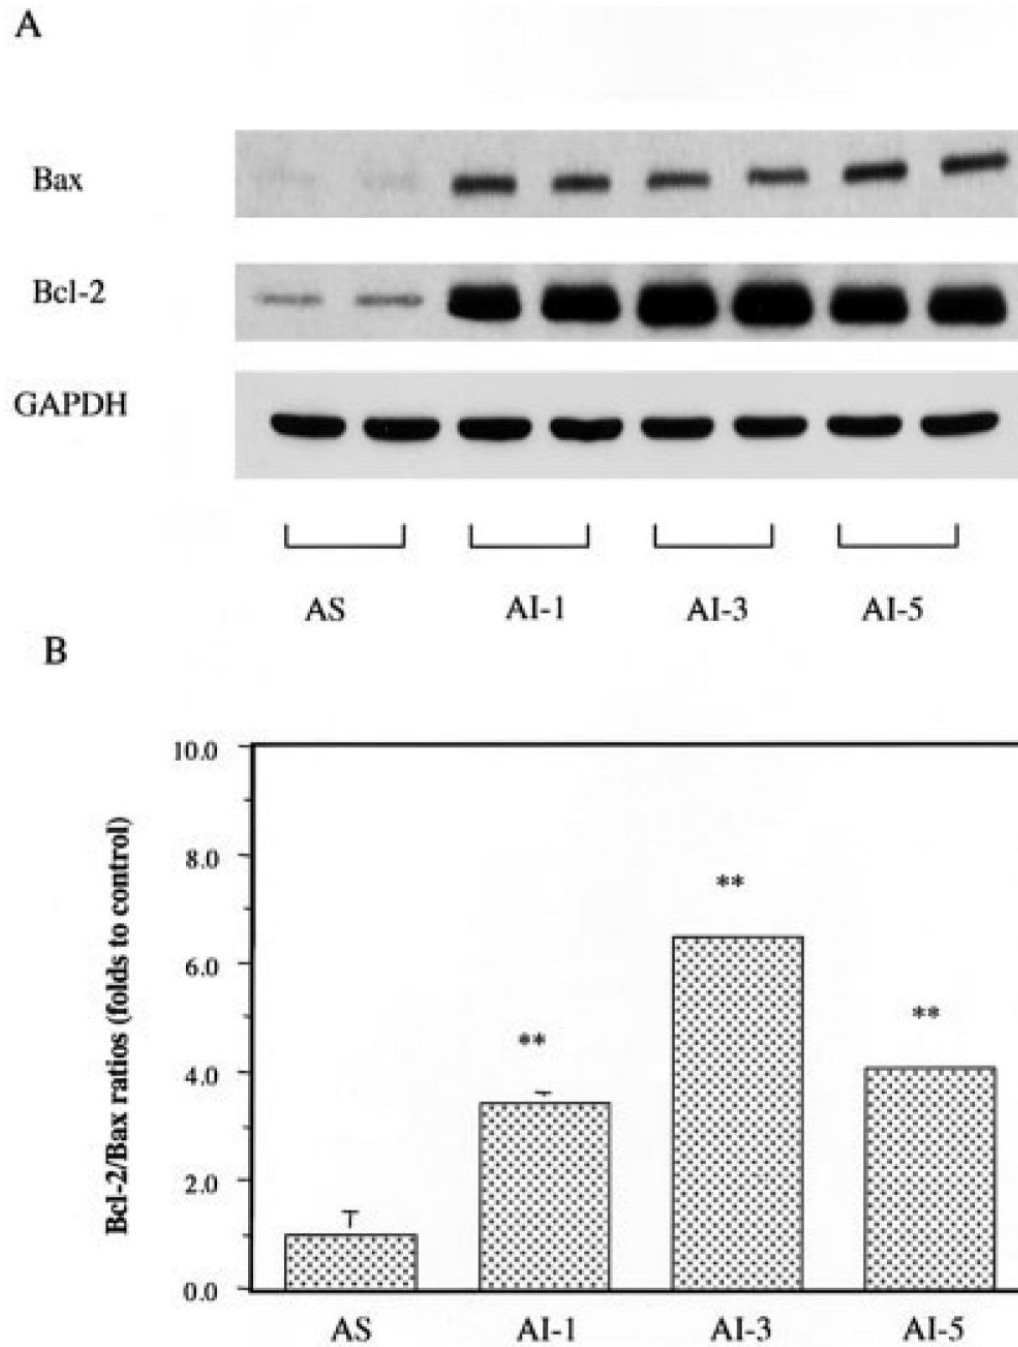 A
Bax
Bcl-2
GAPDH
AS AI-1 AI-3 AI-5
B
Bcl-2/Bax ratios (folds to control)
10.0
8.0
6.0
4.0
2.0
0.0
**
**
**
AS AI-1 AI-3 AI-5